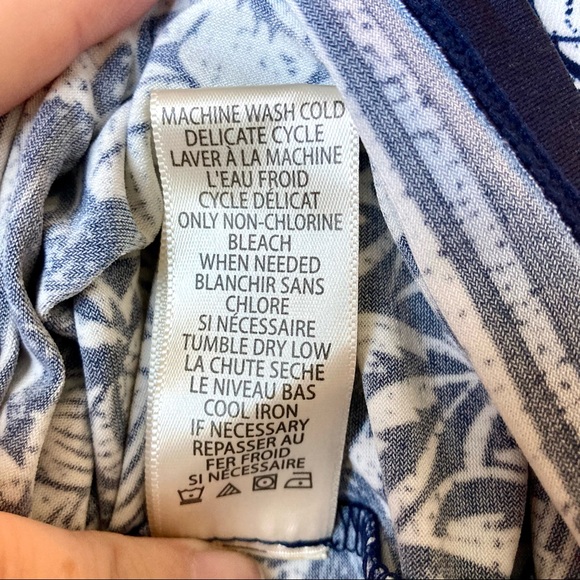 MACHINE WASH COLD
DELICATE CYCLE
LAVER À LA MACHINE
L'EAU FROID
CYCLE DÉLICAT
ONLY NON-CHLORINE
BLEACH
WHEN NEEDED
BLANCHIR SANS
CHLORE
SI NÉCESSAIRE
TUMBLE DRY LOW
LA CHUTE SECHE
LE NIVEAU BAS
COOL IRON
IF NECESSARY
REPASSER AU
FER FROID
SI NÉCESSAIRE